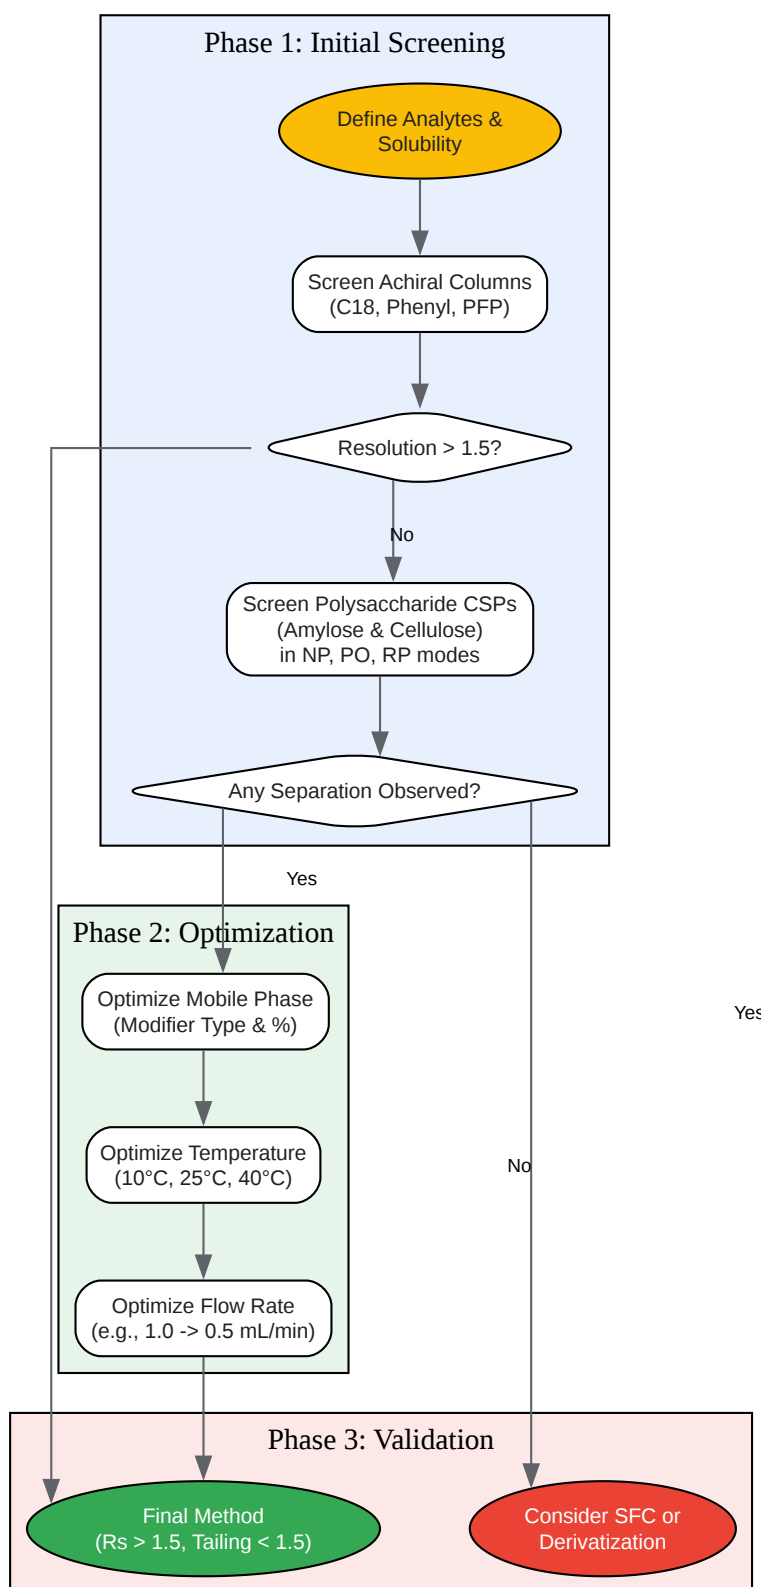 Phase 1: Initial Screening
Define Analytes &
Solubility
Screen Achiral Columns
(C18, Phenyl, PFP)
Resolution > 1.5?
No
Screen Polysaccharide CSPs
(Amylose & Cellulose)
in NP, PO, RP modes
Any Separation Observed?
Yes
Phase 2: Optimization
Optimize Mobile Phase
(Modifier Type & %)
Yes
Optimize Temperature
(10°C, 25°C, 40°C)
No
Optimize Flow Rate
(e.g., 1.0 -> 0.5 mL/min)
Phase 3: Validation
Final Method
(Rs > 1.5, Tailing < 1.5)
Consider SFC or
Derivatization